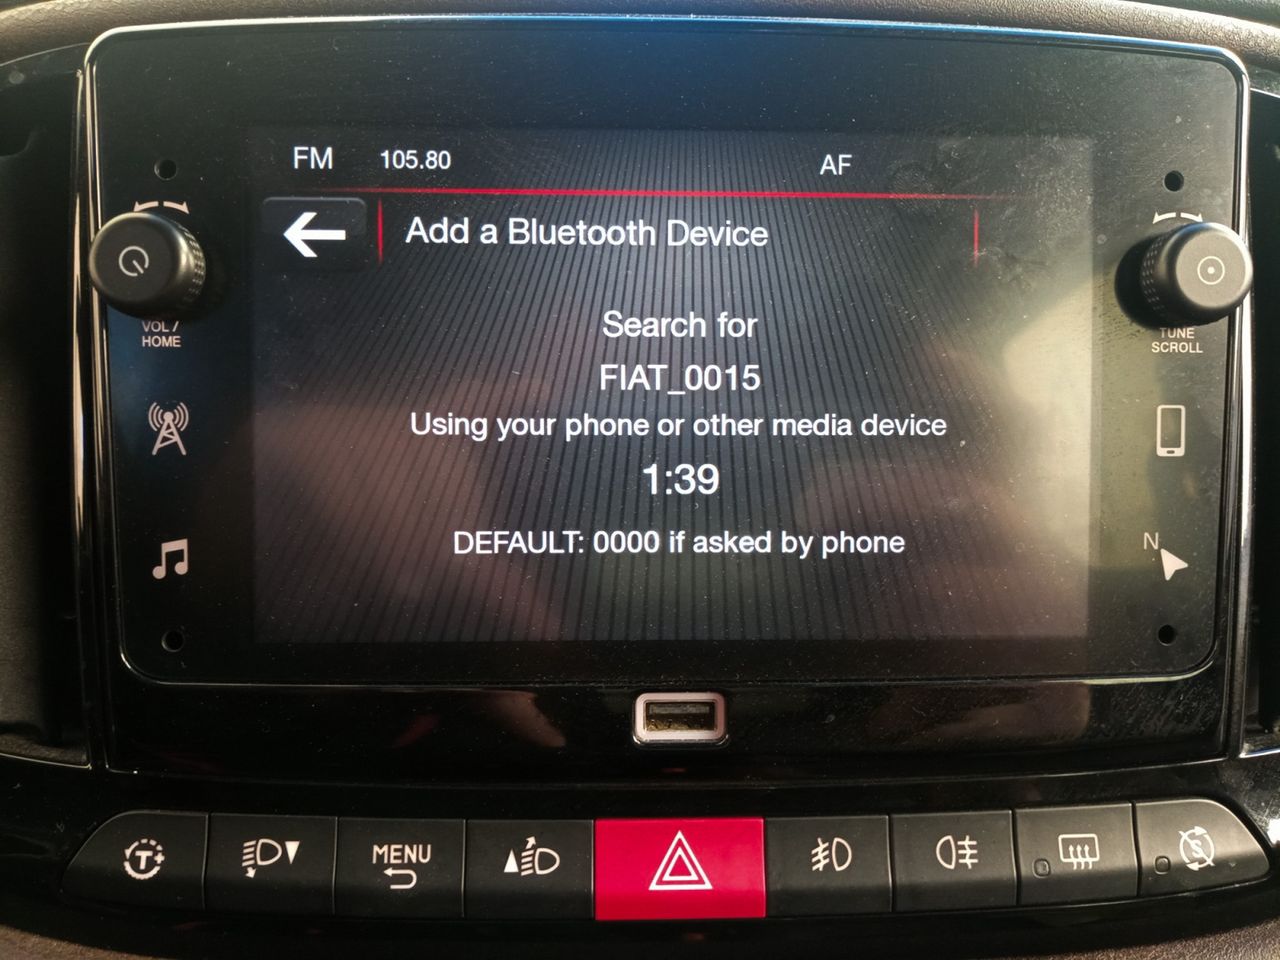 FM 105.80 AF
Add a Bluetooth Device
Search for
FIAT_0015
Using your phone or other media device
1:39
DEFAULT: 0000 if asked by phone
VOL /
HOME
TUNE
SCROLL
N
T+
MENU
S